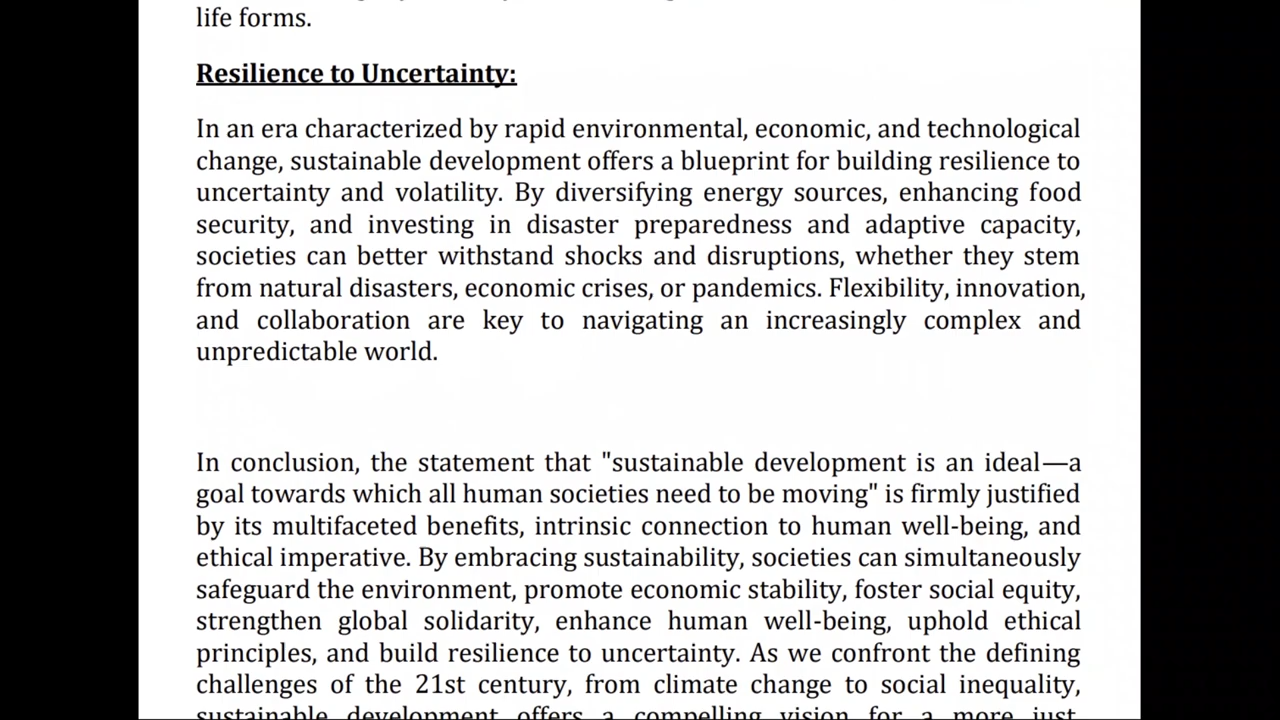 life forms.
Resilience to Uncertainty:
In an era characterized by rapid environmental, economic, and technological
change, sustainable development offers a blueprint for building resilience to
uncertainty and volatility. By diversifying energy sources, enhancing food
security, and investing in disaster preparedness and adaptive capacity,
societies can better withstand shocks and disruptions, whether they stem
from natural disasters, economic crises, or pandemics. Flexibility, innovation,
and collaboration are key to navigating an increasingly complex and
unpredictable world.
In conclusion, the statement that "sustainable development is an ideal—a
goal towards which all human societies need to be moving" is firmly justified
by its multifaceted benefits, intrinsic connection to human well-being, and
ethical imperative. By embracing sustainability, societies can simultaneously
safeguard the environment, promote economic stability, foster social equity,
strengthen global solidarity, enhance human well-being, uphold ethical
principles, and build resilience to uncertainty. As we confront the defining
challenges of the 21st century, from climate change to social inequality,
sustainable development offers a compelling vision for a more just,